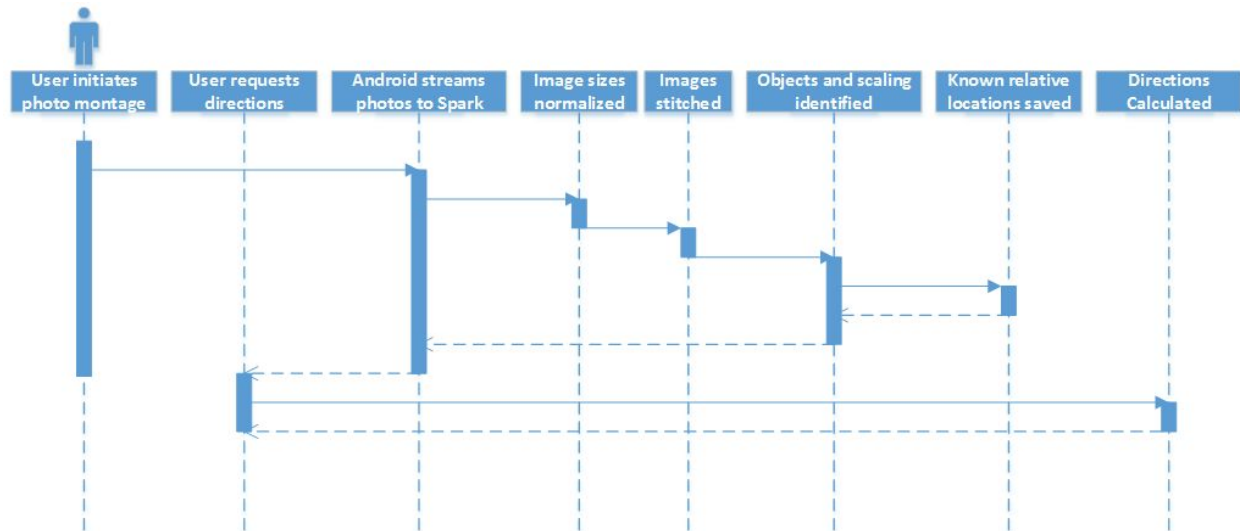 User initiates
photo montage
User requests
directions
Android streams
photos to Spark
Image sizes
normalized
Images
stitched
Objects and scaling
identified
Known relative
locations saved
Directions
Calculated